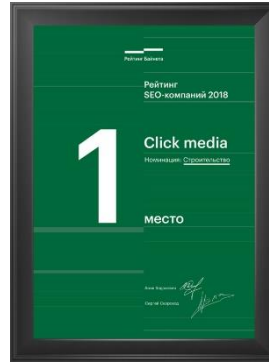 Рейтинг Байнета
Рейтинг
SEO-компаний 2018
1
Click media
Номинация: Строительство
место